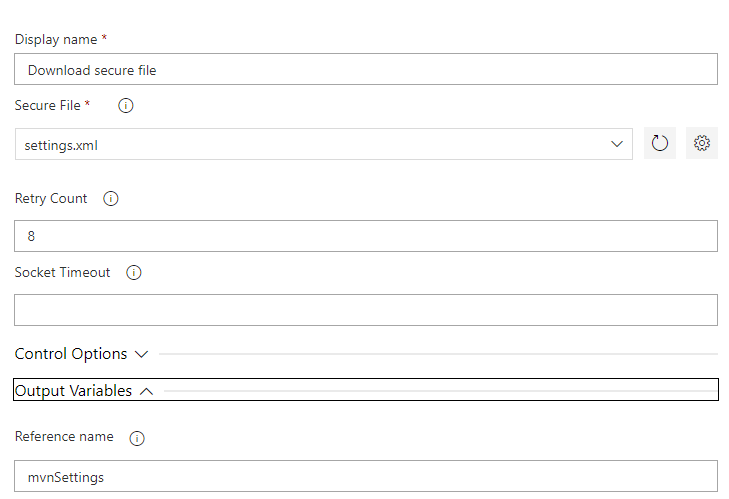 Display name *
Download secure file
Secure File *
settings.xml
Retry Count
8
Socket Timeout
Control Options
Output Variables
Reference name
mvnSettings